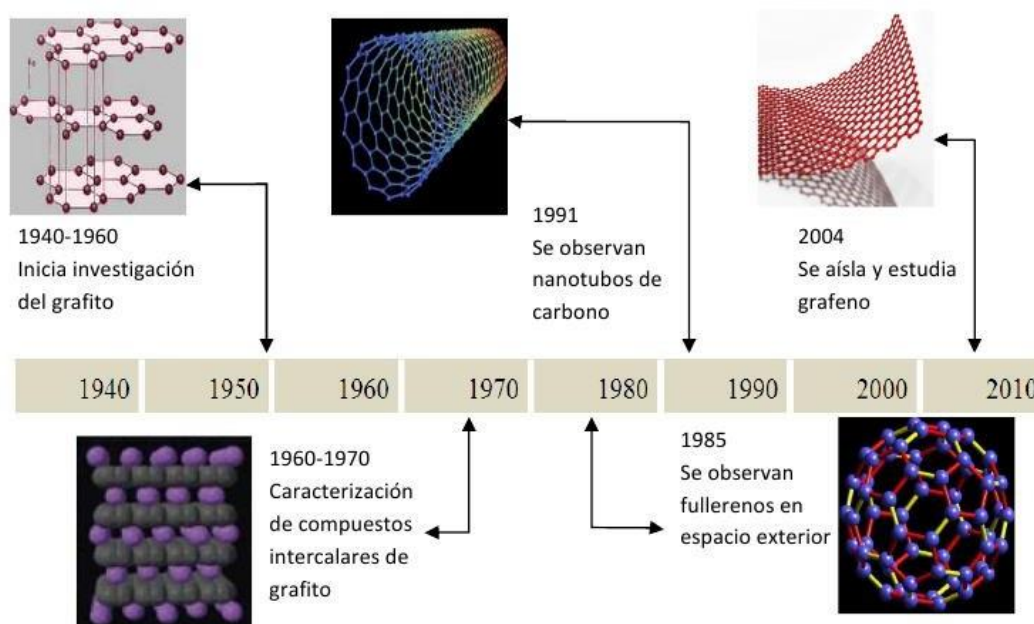 1940-1960
Inicia investigación
del grafito
1991
Se observan
nanotubos de
carbono
2004
Se aísla y estudia
grafeno
1940 1950 1960 1970 1980 1990 2000 2010
1960-1970
Caracterización
de compuestos
intercalares de
grafito
1985
Se observan
fullerenos en
espacio exterior